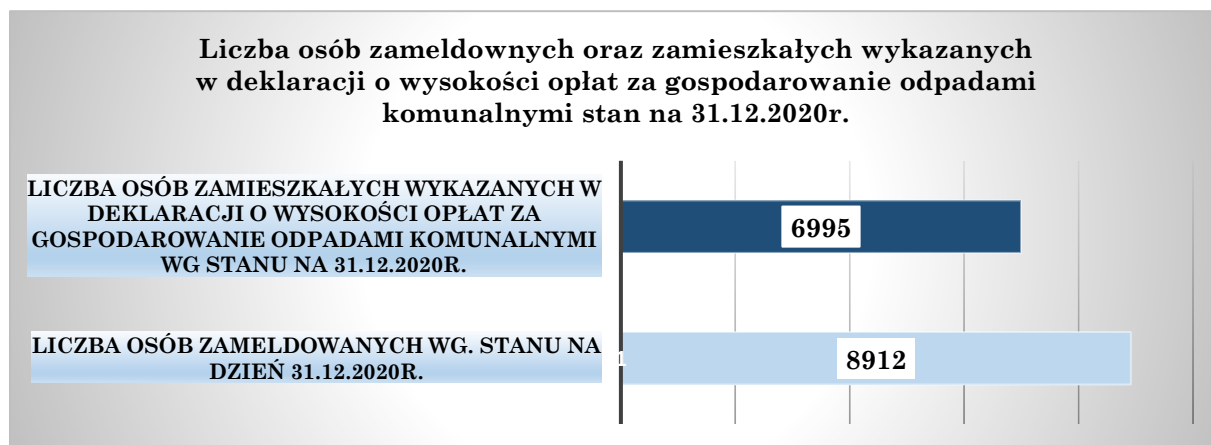 Liczba osób zameldownych oraz zamieszkałych wykazanych
w deklaracji o wysokości opłat za gospodarowanie odpadami
komunalnymi stan na 31.12.2020r.
LICZBA OSÓB ZAMIESZKAŁYCH WYKAZANYCH W
DEKLARACJI O WYSOKOŚCI OPŁAT ZA
GOSPODAROWANIE ODPADAMI KOMUNALNYMI
WG STANU NA 31.12.2020R.
6995
LICZBA OSÓB ZAMELDOWANYCH WG. STANU NA
DZIEŃ 31.12.2020R.
1
8912